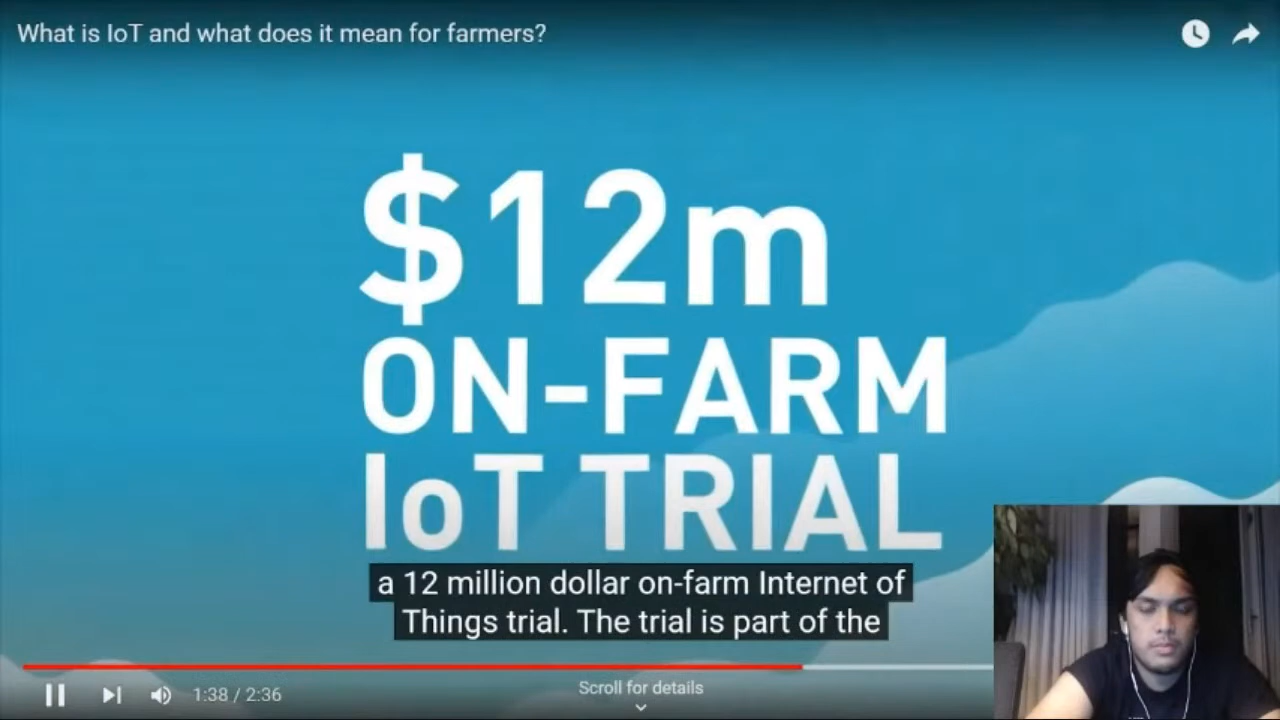 What is IoT and what does it mean for farmers?
$12m
ON-FARM
IoT TRIAL
a 12 million dollar on-farm Internet of
Things trial. The trial is part of the
1:38 / 2:36
Scroll for details